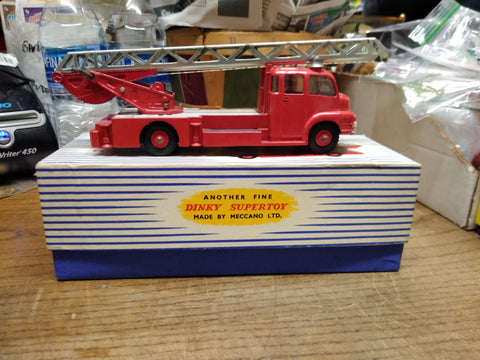 ANOTHER FINE
DINKY SUPERTOY
MADE BY MECCANO LTD.
Writer 450